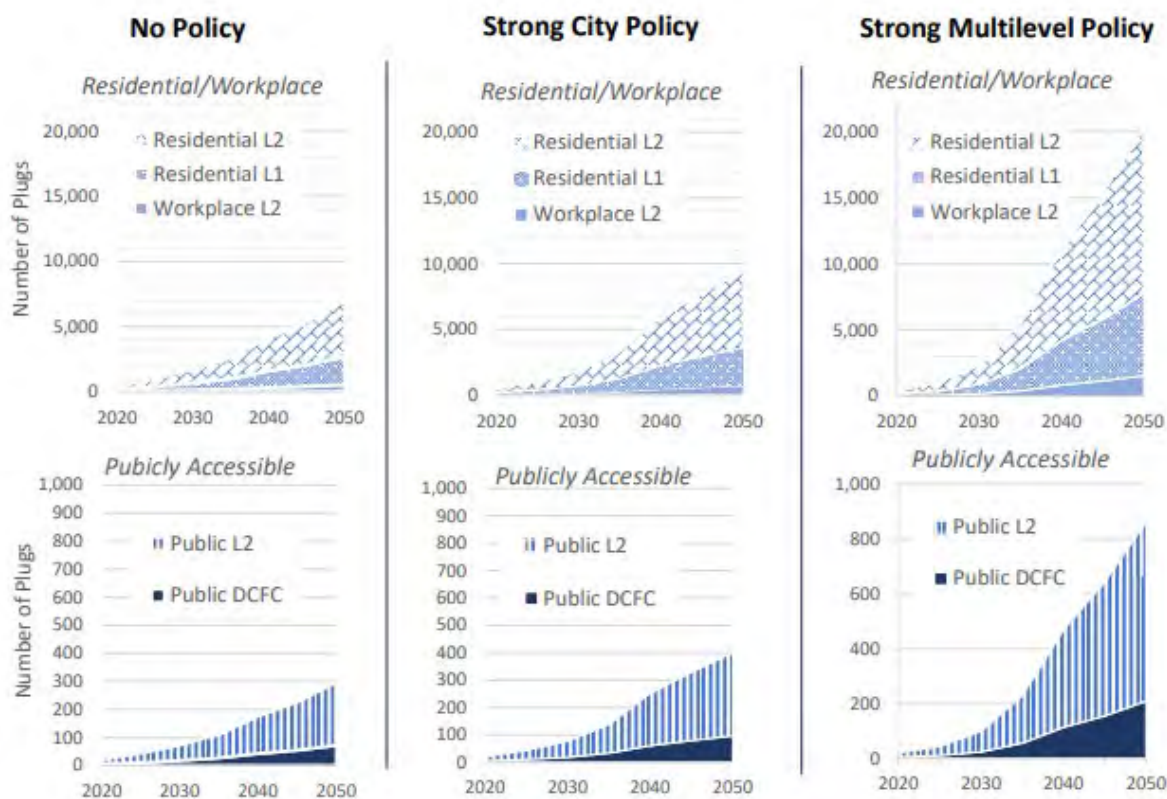 No Policy
Residential/Workplace
20,000
15,000
10,000
5,000
0
Number of Plugs
Residential L2
Residential L1
Workplace L2
2020 2030 2040 2050
Pubicly Accessible
1,000
900
800
700
600
500
400
300
200
100
0
Number of Plugs
Public L2
Public DCFC
2020 2030 2040 2050
Strong City Policy
Residential/Workplace
20,000
15,000
10,000
5,000
0
Residential L2
Residential L1
Workplace L2
2020 2030 2040 2050
Publicly Accessible
1,000
900
800
700
600
500
400
300
200
100
0
Public L2
Public DCFC
2020 2030 2040 2050
Strong Multilevel Policy
Residential/Workplace
20,000
15,000
10,000
5,000
0
Residential L2
Residential L1
Workplace L2
2020 2030 2040 2050
Publicly Accessible
1,000
800
600
400
200
0
Public L2
Public DCFC
2020 2030 2040 2050